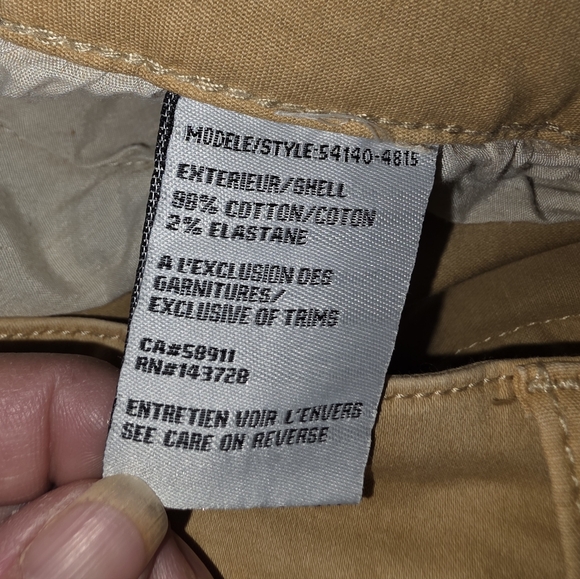 MODELE/STYLE:54140-4815
EXTERIEUR/SHELL
98% COTTON/COTON
2% ELASTANE
A L'EXCLUSION DES
GARNITURES/
EXCLUSIVE OF TRIMS
CA#58911
RN#143728
ENTRETIEN VOIR L'ENVERS
SEE CARE ON REVERSE